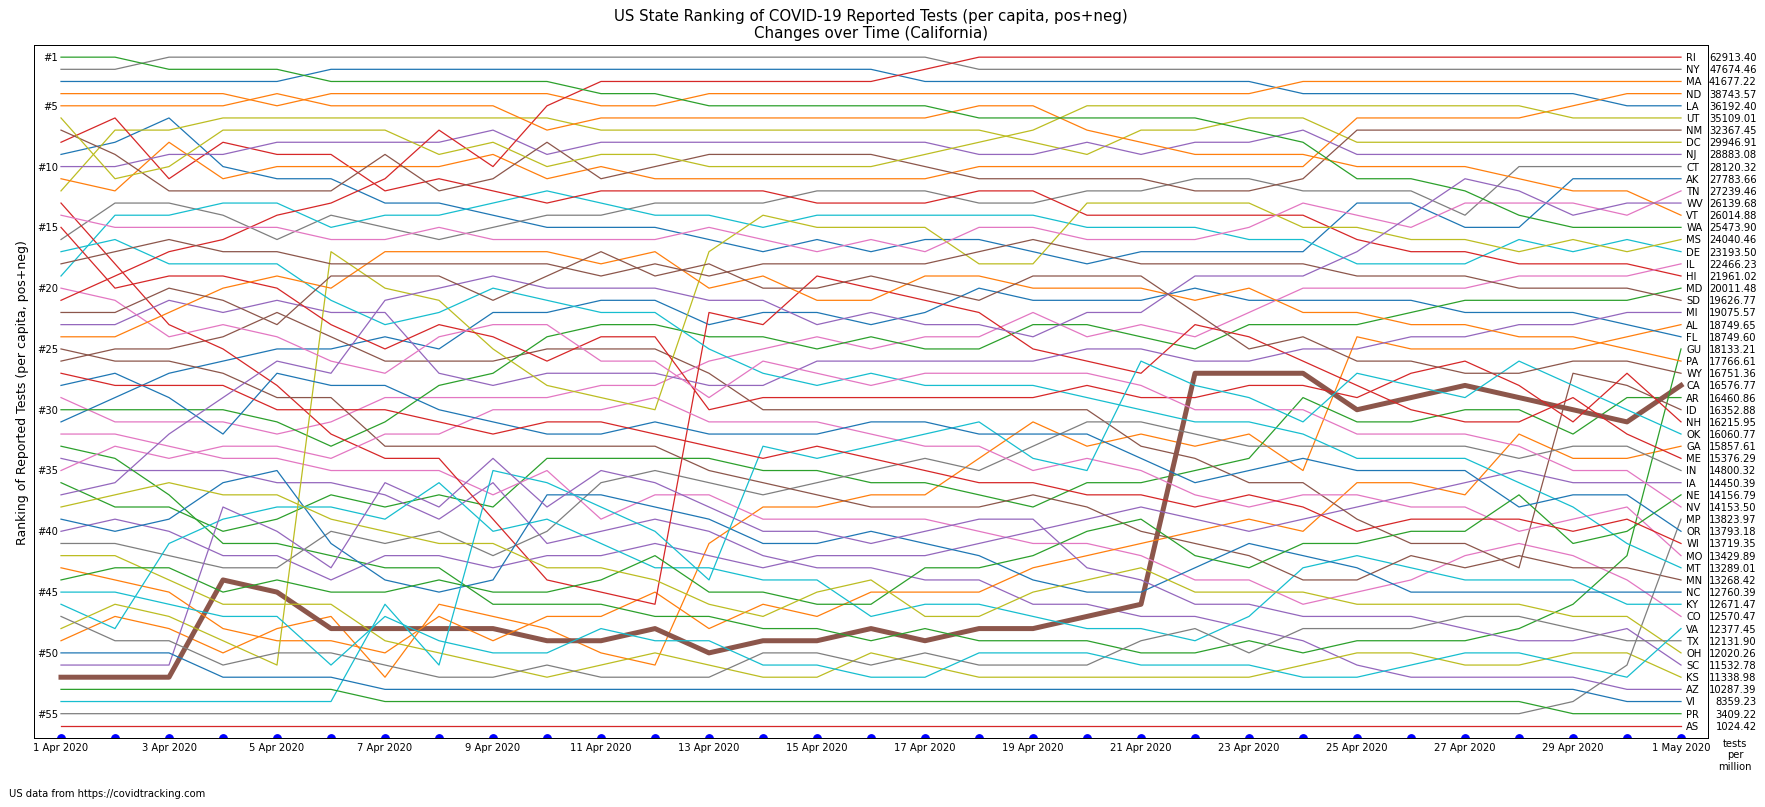 US State Ranking of COVID-19 Reported Tests (per capita, pos+neg)
Changes over Time (California)
Ranking of Reported Tests (per capita, pos+neg)
#1
#5
#10
#15
#20
#25
#30
#35
#40
#45
#50
#55
RI 62913.40
NY 47674.46
MA 41677.22
ND 38743.57
LA 36192.40
UT 35109.01
NM 32367.45
DC 29946.91
NJ 28883.08
CT 28120.32
AK 27783.66
TN 27239.46
WV 26139.68
VT 26014.88
WA 25473.90
MS 24040.46
DE 23193.50
IL 22466.23
HI 21961.02
MD 20011.48
SD 19626.77
MI 19075.57
AL 18749.65
FL 18749.60
GU 18133.21
PA 17766.61
WY 16751.36
CA 16576.77
AR 16460.86
ID 16352.88
NH 16215.95
OK 16060.77
GA 15857.61
ME 15376.29
IN 14800.32
IA 14450.39
NE 14156.79
NV 14153.50
MP 13823.97
OR 13793.18
WI 13719.35
MO 13429.89
MT 13289.01
MN 13268.42
NC 12760.39
KY 12671.47
CO 12570.47
VA 12377.45
TX 12131.90
OH 12020.26
SC 11532.78
KS 11338.98
AZ 10287.39
VI 8359.23
PR 3409.22
AS 1024.42
1 Apr 2020 3 Apr 2020 5 Apr 2020 7 Apr 2020 9 Apr 2020 11 Apr 2020 13 Apr 2020 15 Apr 2020 17 Apr 2020 19 Apr 2020 21 Apr 2020 23 Apr 2020 25 Apr 2020 27 Apr 2020 29 Apr 2020 1 May 2020
tests
per
million
US data from https://covidtracking.com